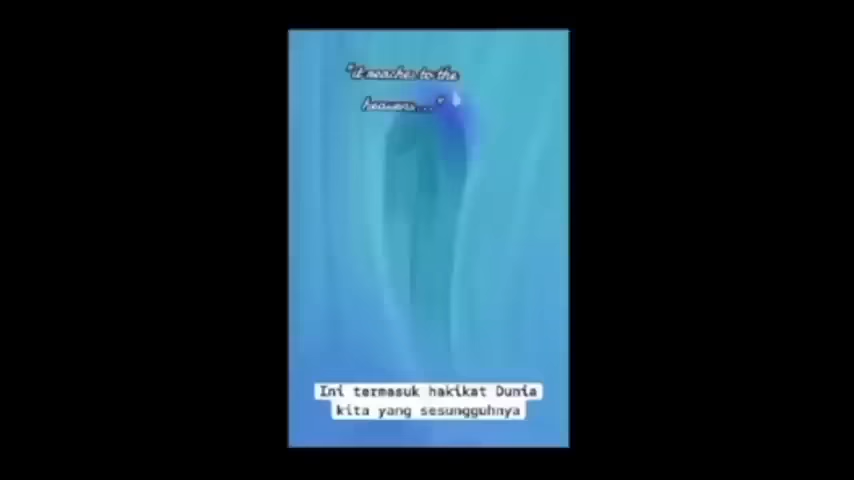 "it reaches to the
heavens...."
Ini termasuk hakikat Dunia
kita yang sesungguhnya